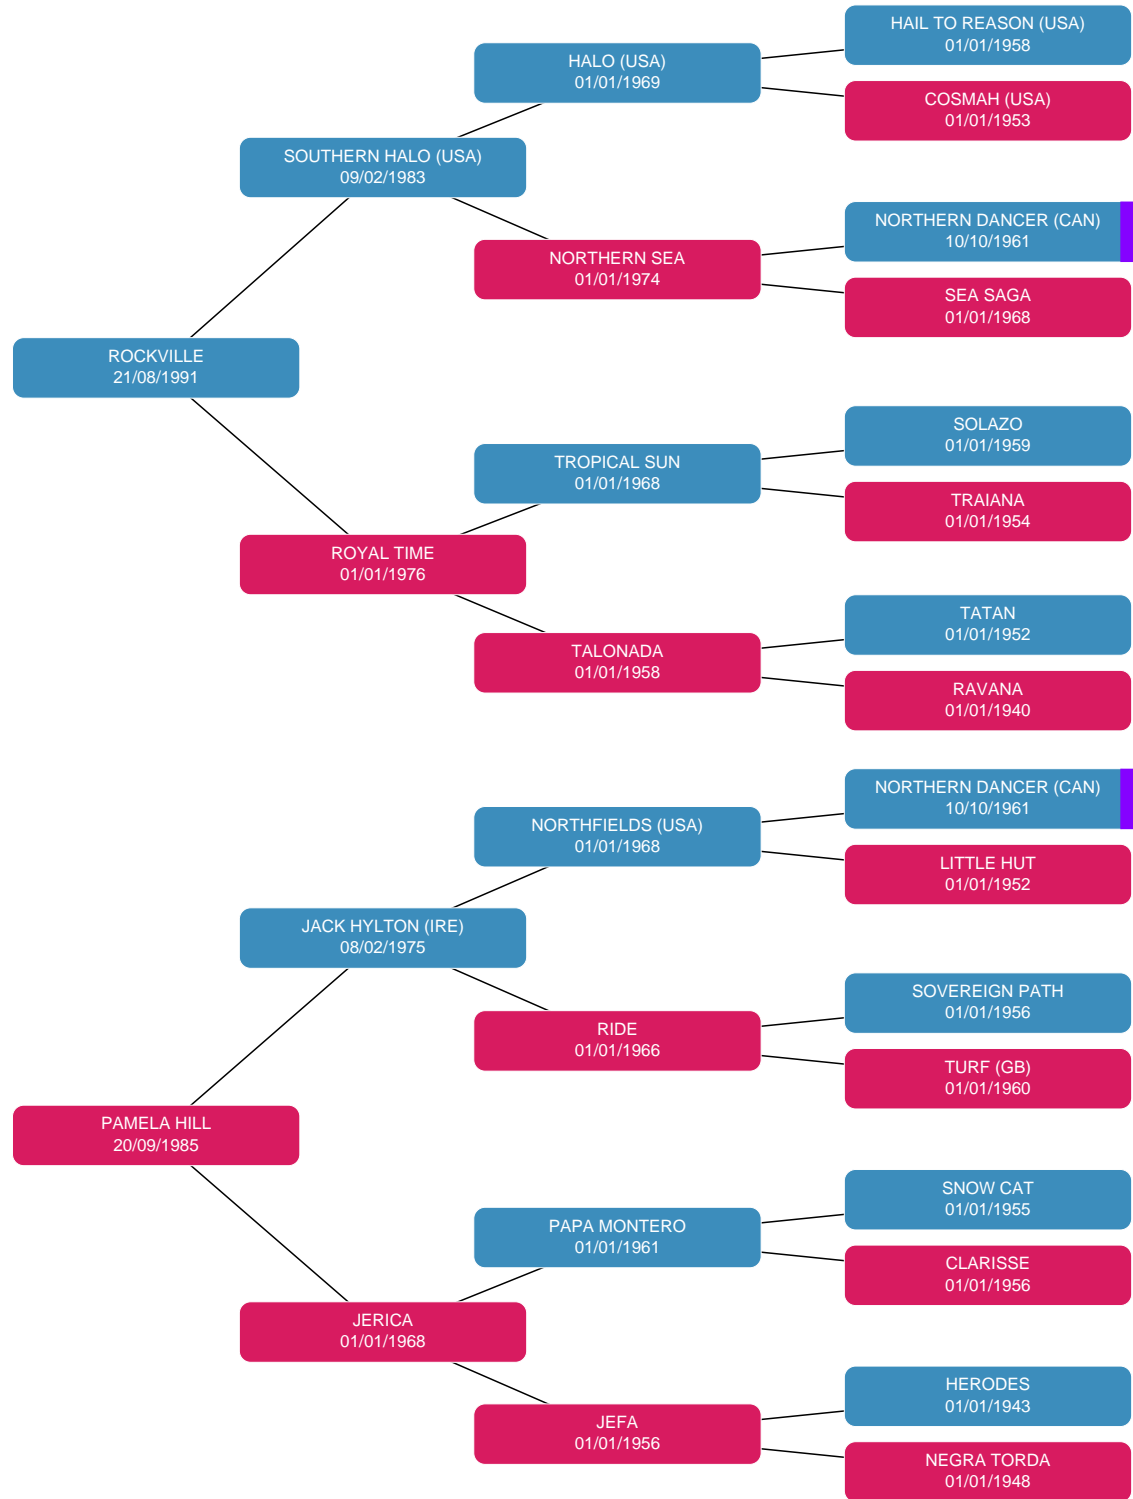 HAIL TO REASON (USA)
01/01/1958
HALO (USA)
01/01/1969
COSMAH (USA)
01/01/1953
SOUTHERN HALO (USA)
09/02/1983
NORTHERN DANCER (CAN)
10/10/1961
NORTHERN SEA
01/01/1974
SEA SAGA
01/01/1968
ROCKVILLE
21/08/1991
SOLAZO
01/01/1959
TROPICAL SUN
01/01/1968
TRAIANA
01/01/1954
ROYAL TIME
01/01/1976
TATAN
01/01/1952
TALONADA
01/01/1958
RAVANA
01/01/1940
NORTHERN DANCER (CAN)
10/10/1961
NORTHFIELDS (USA)
01/01/1968
LITTLE HUT
01/01/1952
JACK HYLTON (IRE)
08/02/1975
SOVEREIGN PATH
01/01/1956
RIDE
01/01/1966
TURF (GB)
01/01/1960
PAMELA HILL
20/09/1985
SNOW CAT
01/01/1955
PAPA MONTERO
01/01/1961
CLARISSE
01/01/1956
JERICA
01/01/1968
HERODES
01/01/1943
JEFA
01/01/1956
NEGRA TORDA
01/01/1948